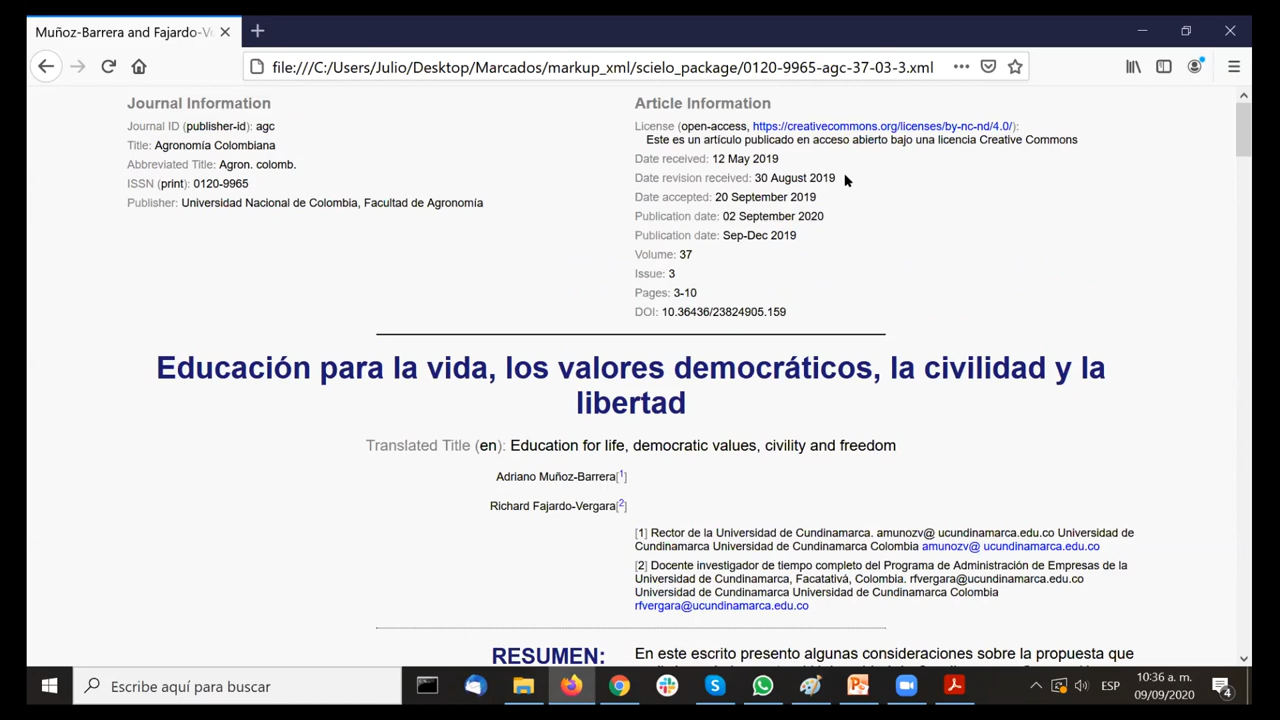 Muñoz-Barrera and Fajardo-Ve
file:///C:/Users/Julio/Desktop/Marcados/markup_xml/scielo_package/0120-9965-agc-37-03-3.xml
Journal Information
Journal ID (publisher-id): agc
Title: Agronomía Colombiana
Abbreviated Title: Agron. colomb.
ISSN (print): 0120-9965
Publisher: Universidad Nacional de Colombia, Facultad de Agronomía
Article Information
License (open-access, https://creativecommons.org/licenses/by-nc-nd/4.0/):
Este es un artículo publicado en acceso abierto bajo una licencia Creative Commons
Date received: 12 May 2019
Date revision received: 30 August 2019
Date accepted: 20 September 2019
Publication date: 02 September 2020
Publication date: Sep-Dec 2019
Volume: 37
Issue: 3
Pages: 3-10
DOI: 10.36436/23824905.159
Educación para la vida, los valores democráticos, la civilidad y la
libertad
Translated Title (en): Education for life, democratic values, civility and freedom
Adriano Muñoz-Barrera[1]
Richard Fajardo-Vergara[2]
[1] Rector de la Universidad de Cundinamarca. amunozv@ ucundinamarca.edu.co Universidad de
Cundinamarca Universidad de Cundinamarca Colombia amunozv@ ucundinamarca.edu.co
[2] Docente investigador de tiempo completo del Programa de Administración de Empresas de la
Universidad de Cundinamarca, Facatativá, Colombia. rfvergara@ucundinamarca.edu.co
Universidad de Cundinamarca Universidad de Cundinamarca Colombia
rfvergara@ucundinamarca.edu.co
RESUMEN:
En este escrito presento algunas consideraciones sobre la propuesta que
Escribe aquí para buscar
ESP
10:36 a. m.
09/09/2020
4